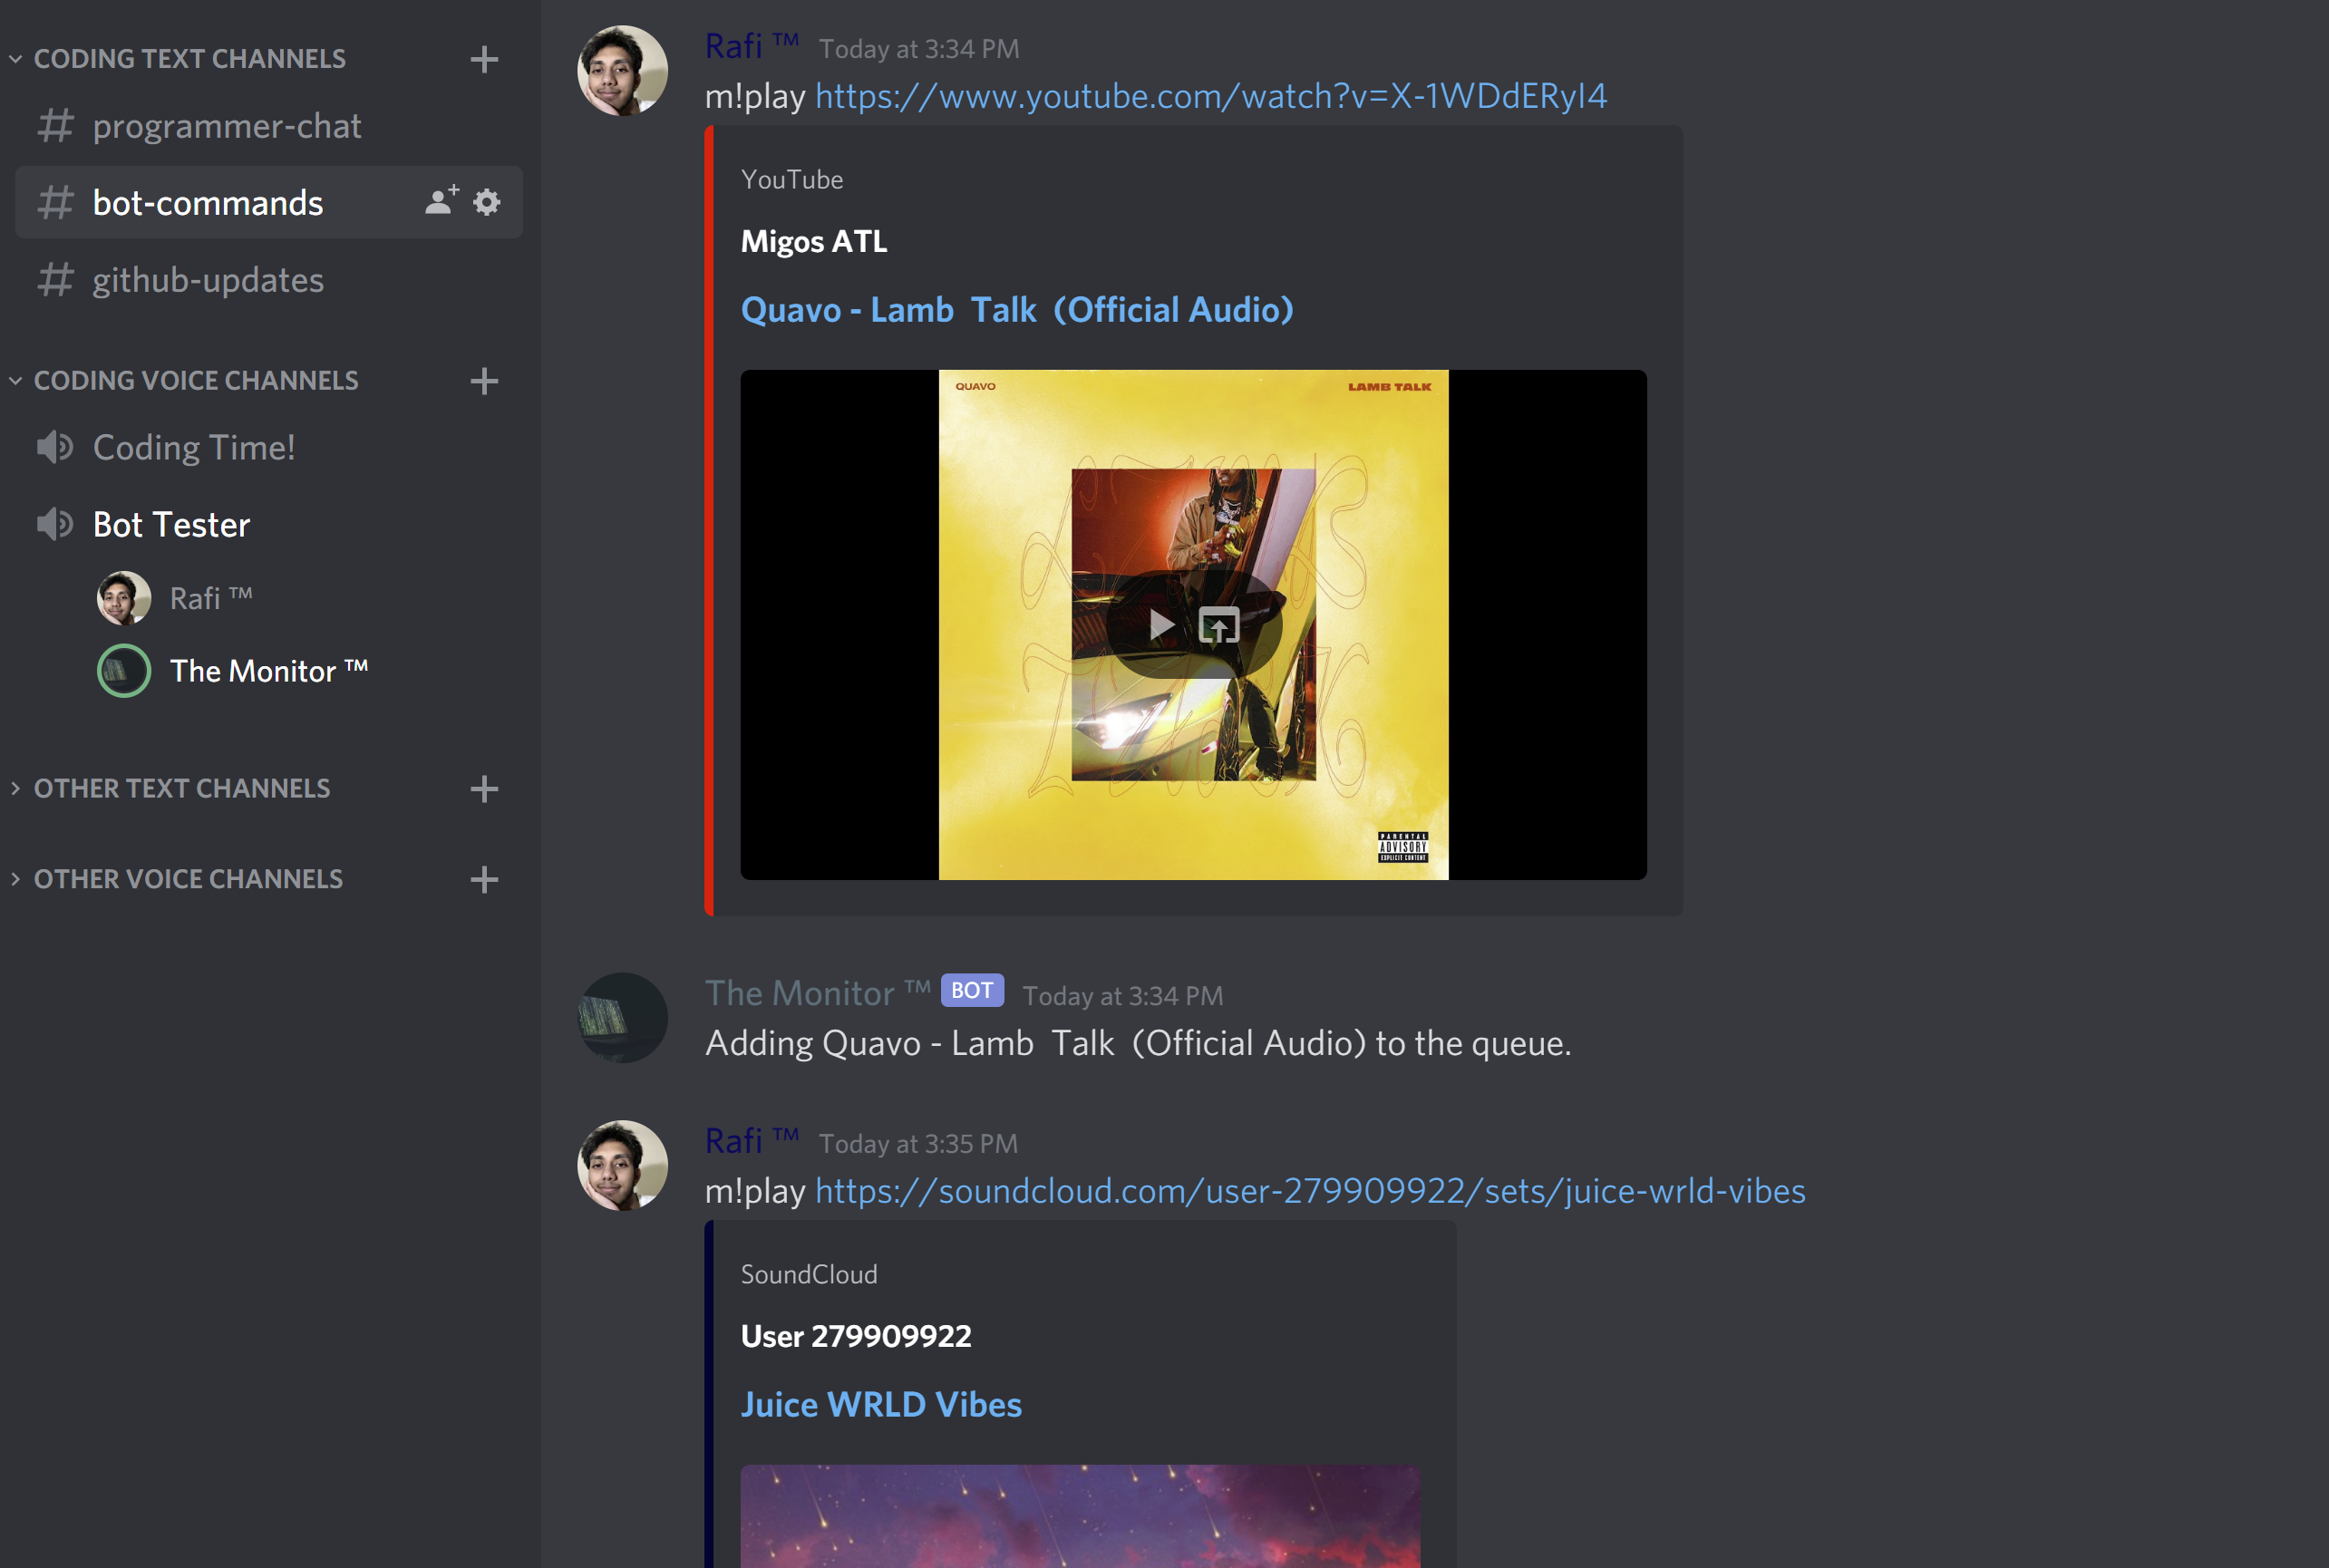 CODING TEXT CHANNELS
programmer-chat
bot-commands
github-updates
CODING VOICE CHANNELS
Coding Time!
Bot Tester
Rafi ™
The Monitor ™
OTHER TEXT CHANNELS
OTHER VOICE CHANNELS
Rafi ™ Today at 3:34 PM
m!play https://www.youtube.com/watch?v=X-1WDdERyI4
YouTube
Migos ATL
Quavo - Lamb Talk (Official Audio)
QUAVO LAMB TALK
PARENTAL
ADVISORY
EXPLICIT CONTENT
The Monitor ™ BOT Today at 3:34 PM
Adding Quavo - Lamb Talk (Official Audio) to the queue.
Rafi ™ Today at 3:35 PM
m!play https://soundcloud.com/user-279909922/sets/juice-wrld-vibes
SoundCloud
User 279909922
Juice WRLD Vibes